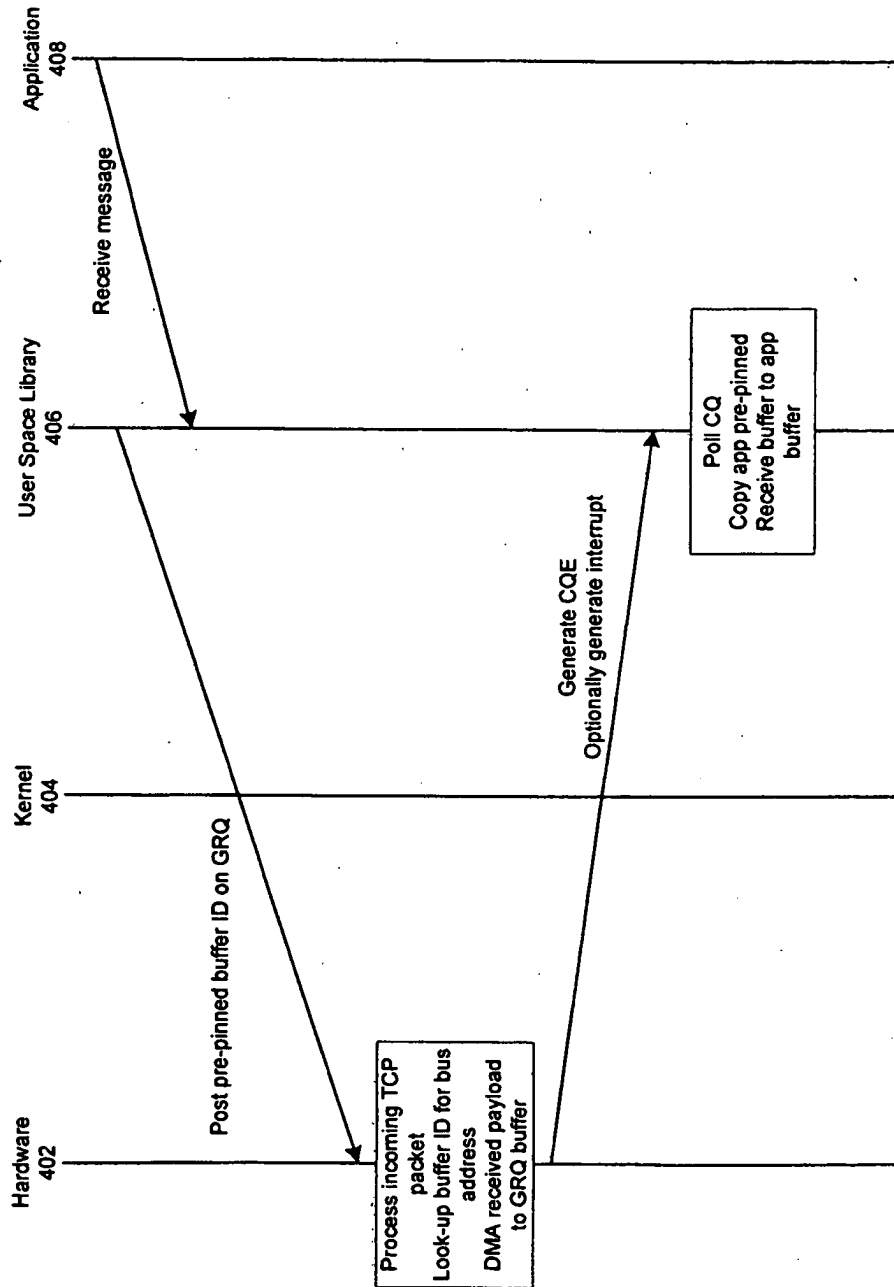 Hardware
402
Kernel
404
User Space Library
406
Application
408
Receive message
Post pre-pinned buffer ID on GRQ
Process incoming TCP
packet
Look-up buffer ID for bus
address
DMA received payload
to GRQ buffer
Generate CQE
Optionally generate interrupt
Poll CQ
Copy app pre-pinned
Receive buffer to app
buffer